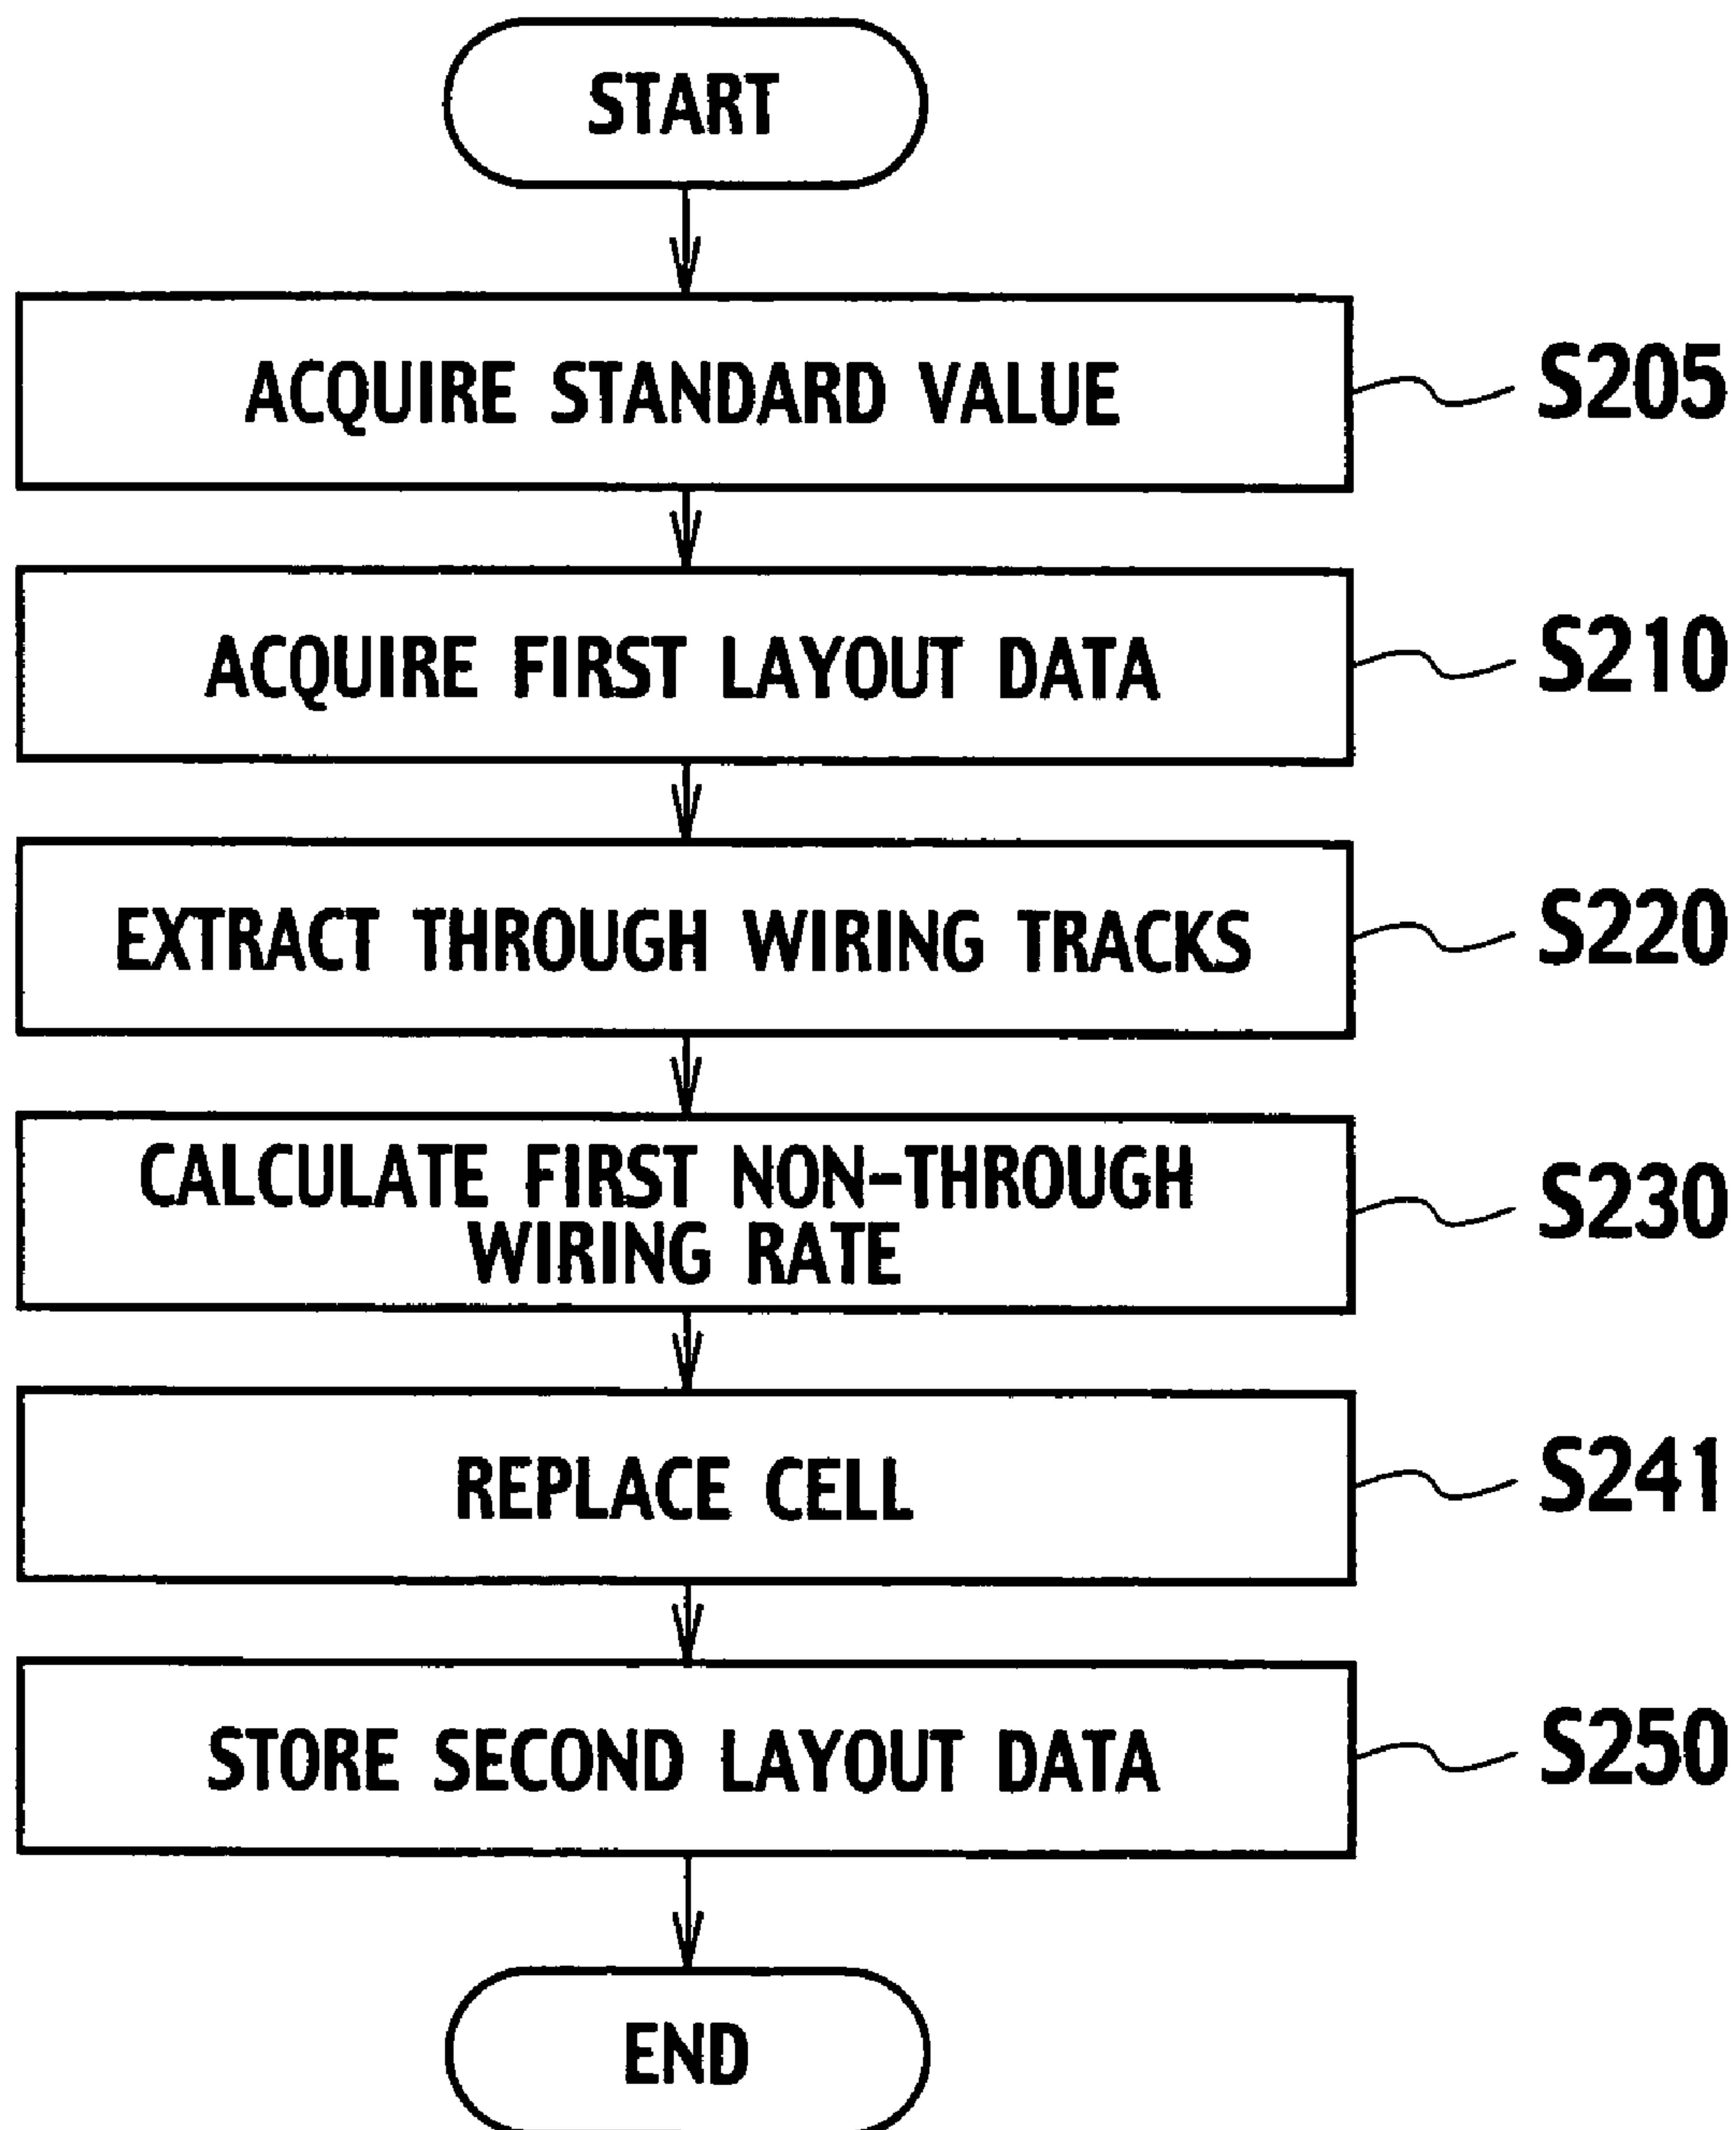 START
ACQUIRE STANDARD VALUE
S205
ACQUIRE FIRST LAYOUT DATA
S210
EXTRACT THROUGH WIRING TRACKS
S220
CALCULATE FIRST NON-THROUGH
WIRING RATE
S230
REPLACE CELL
S241
STORE SECOND LAYOUT DATA
S250
END